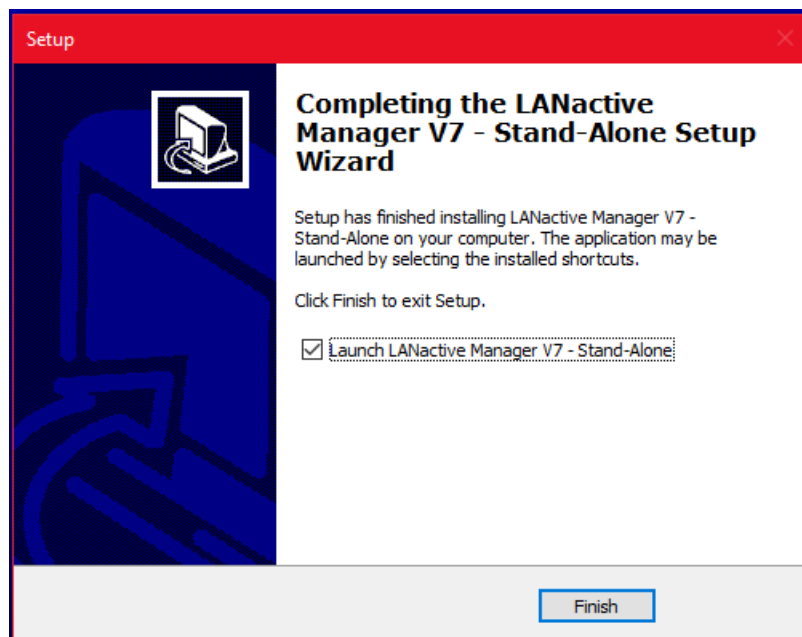 Setup
Completing the LANactive
Manager V7 - Stand-Alone Setup
Wizard
Setup has finished installing LANactive Manager V7 -
Stand-Alone on your computer. The application may be
launched by selecting the installed shortcuts.
Click Finish to exit Setup.
Launch LANactive Manager V7 - Stand-Alone
Finish